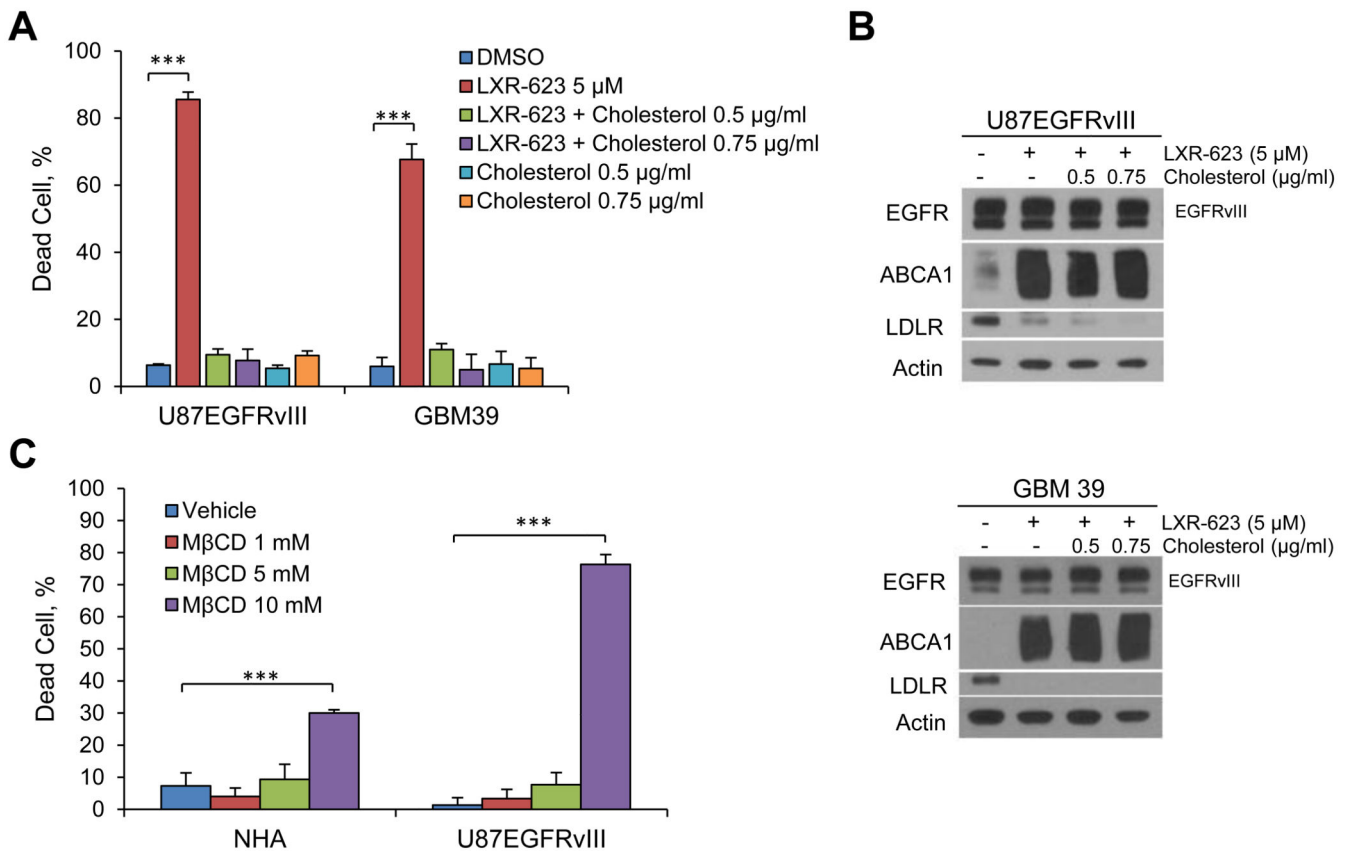 A
100
80
60
40
20
0
Dead Cell, %
***
***
DMSO
LXR-623 5 µM
LXR-623 + Cholesterol 0.5 µg/ml
LXR-623 + Cholesterol 0.75 µg/ml
Cholesterol 0.5 µg/ml
Cholesterol 0.75 µg/ml
U87EGFRvIII GBM39
B
U87EGFRvIII
- + + + LXR-623 (5 µM)
- - 0.5 0.75 Cholesterol (µg/ml)
EGFR EGFRvIII
ABCA1
LDLR
Actin
GBM 39
- + + + LXR-623 (5 µM)
- - 0.5 0.75 Cholesterol (µg/ml)
EGFR EGFRvIII
ABCA1
LDLR
Actin
C
100
90
80
70
60
50
40
30
20
10
0
Dead Cell, %
Vehicle
MβCD 1 mM
MβCD 5 mM
MβCD 10 mM
***
***
NHA U87EGFRvIII